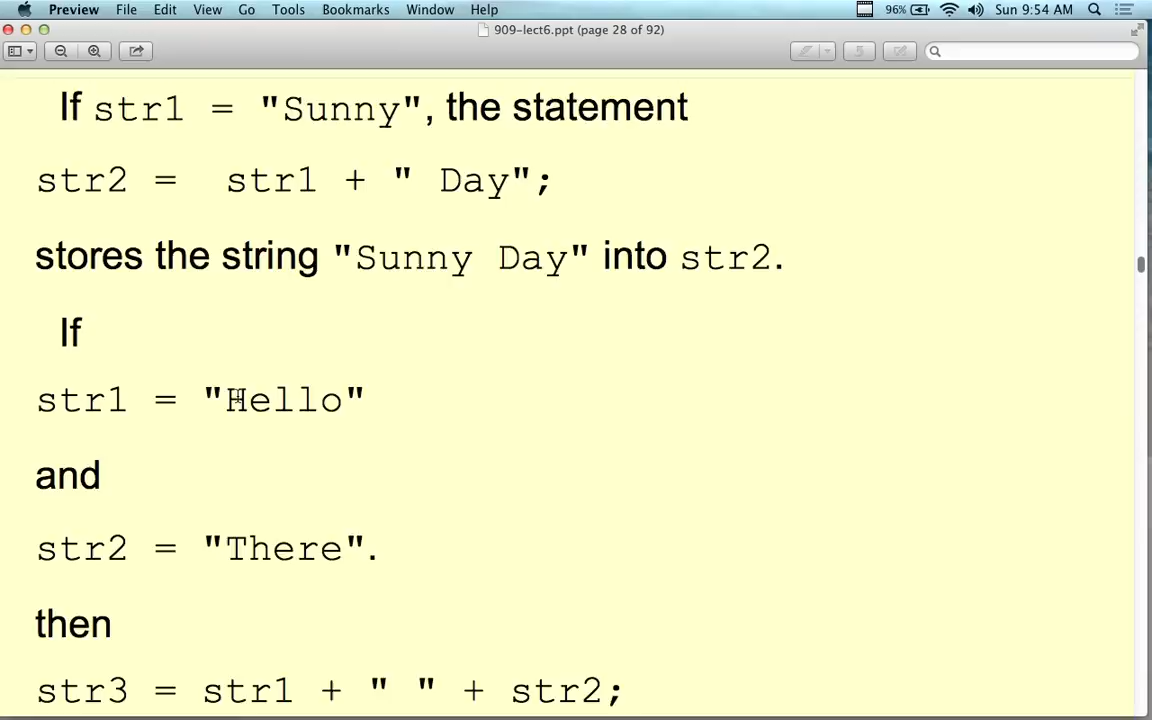 Preview File Edit View Go Tools Bookmarks Window Help 96% Sun 9:54 AM
909-lect6.ppt (page 28 of 92)
If str1 = "Sunny", the statement
str2 = str1 + " Day";
stores the string "Sunny Day" into str2.
If
str1 = "Hello"
and
str2 = "There".
then
str3 = str1 + " " + str2;